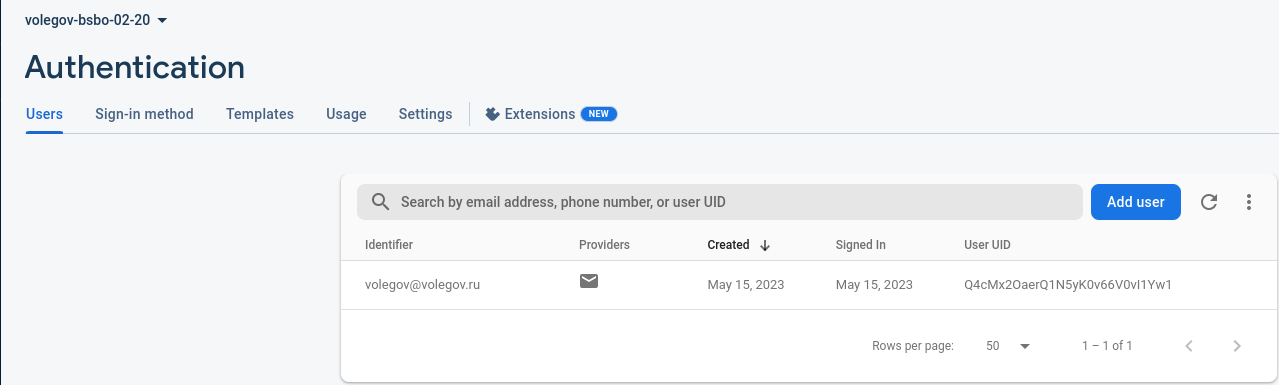 volegov-bsbo-02-20
Authentication
Users Sign-in method Templates Usage Settings Extensions NEW
Search by email address, phone number, or user UID Add user
Identifier Providers Created Signed In User UID
volegov@volegov.ru May 15, 2023 May 15, 2023 Q4cMx2OaerQ1N5yK0v66V0vI1Yw1
Rows per page: 50 1 – 1 of 1